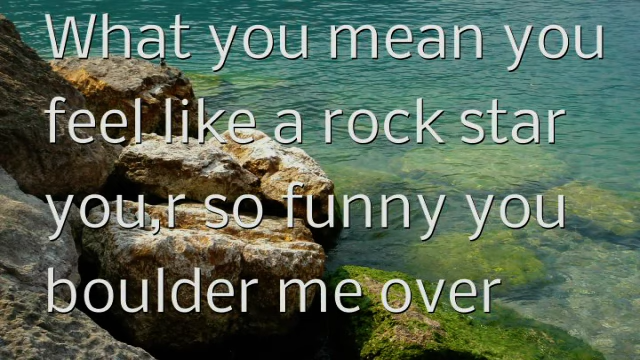 What you mean you
feel like a rock star
you,r so funny you
boulder me over